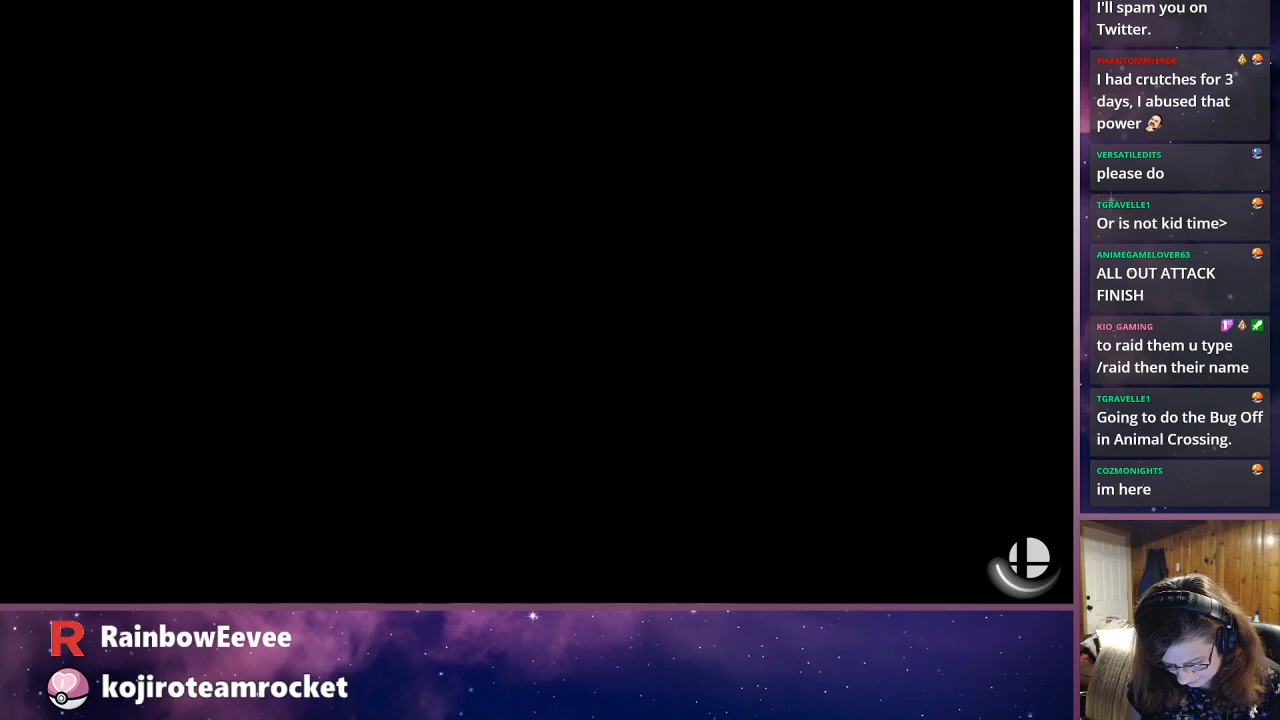 I'll spam you on
Twitter.
PHANTOMPHEREK
I had crutches for 3
days, I abused that
power
VERSATILEDITS
please do
TGRAVELLE1
Or is not kid time>
ANIMEGAMELOVER63
ALL OUT ATTACK
FINISH
KIO_GAMING
to raid them u type
/raid then their name
TGRAVELLE1
Going to do the Bug Off
in Animal Crossing.
COZMONIGHTS
im here
R RainbowEevee
kojiroteamrocket